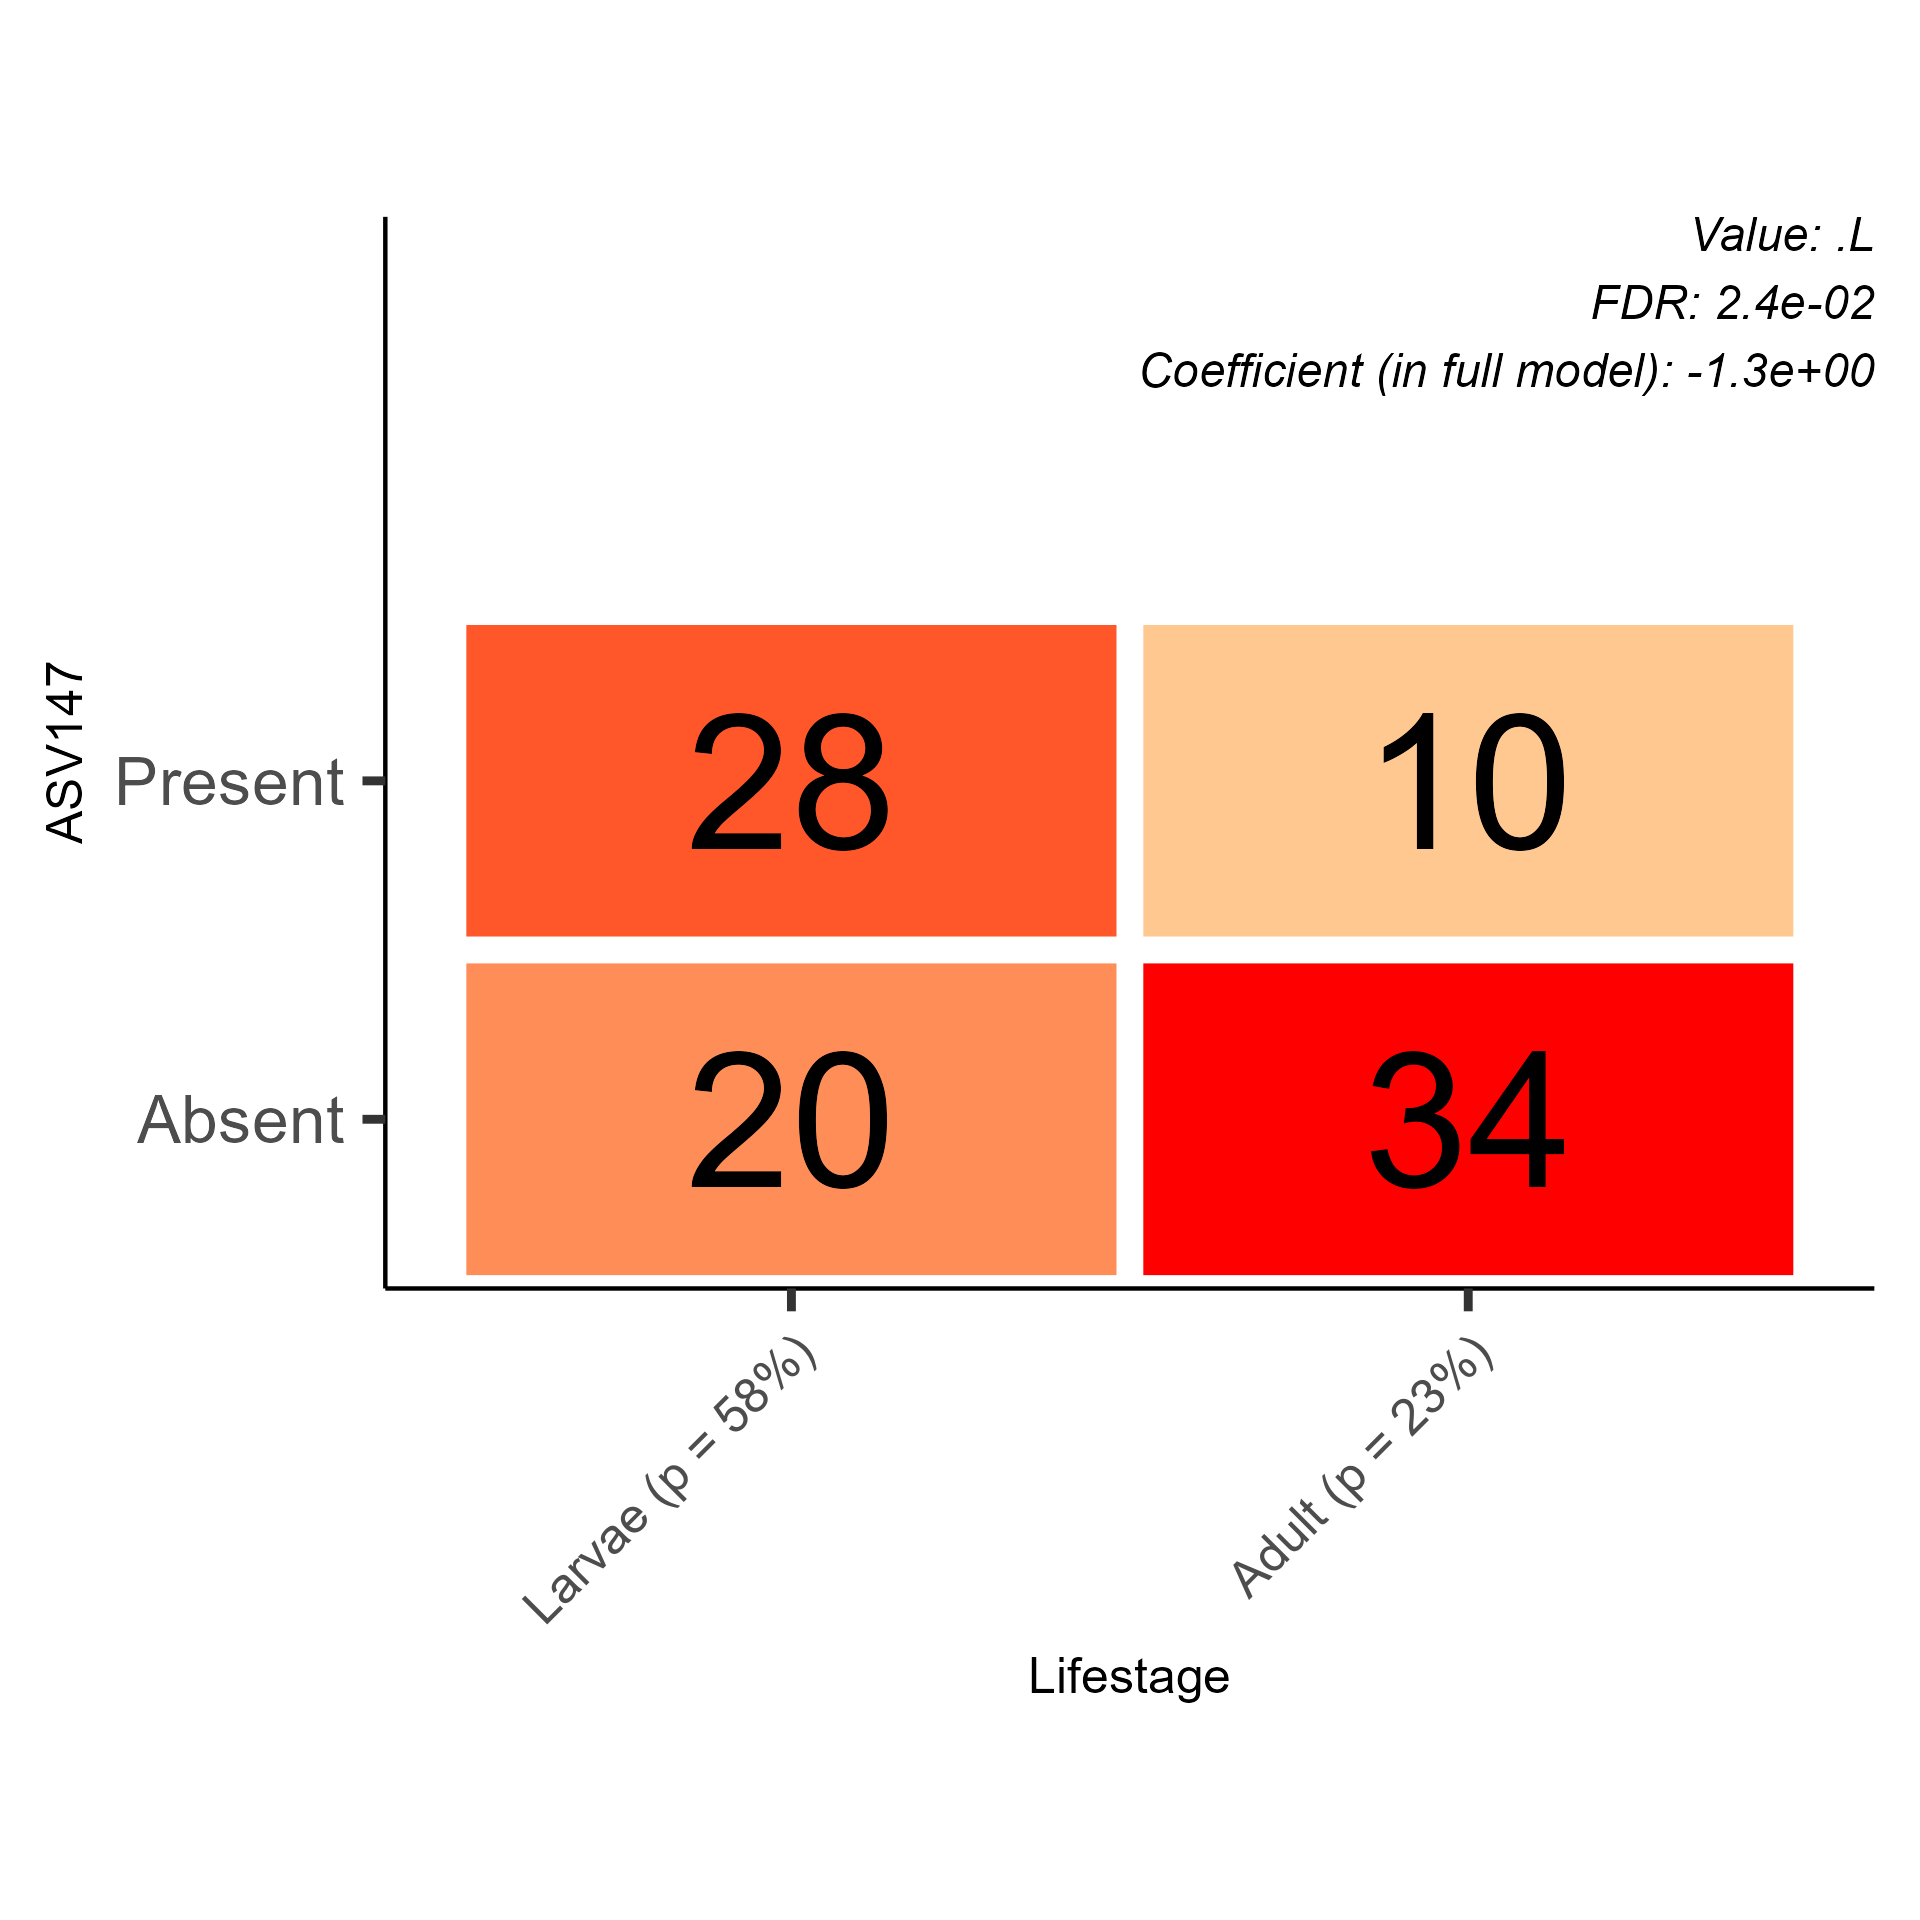 Value: .L
FDR: 2.4e-02
Coefficient (in full model): -1.3e+00
ASV147
Present
28
10
Absent
20
34
Larvae (p = 58%)
Adult (p = 23%)
Lifestage